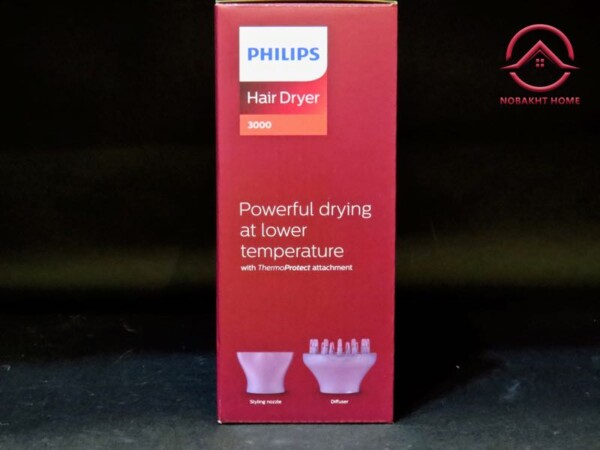 PHILIPS
Hair Dryer
3000
Powerful drying
at lower
temperature
with ThermoProtect attachment
Styling nozzle
Diffuser
NOBAKHT HOME